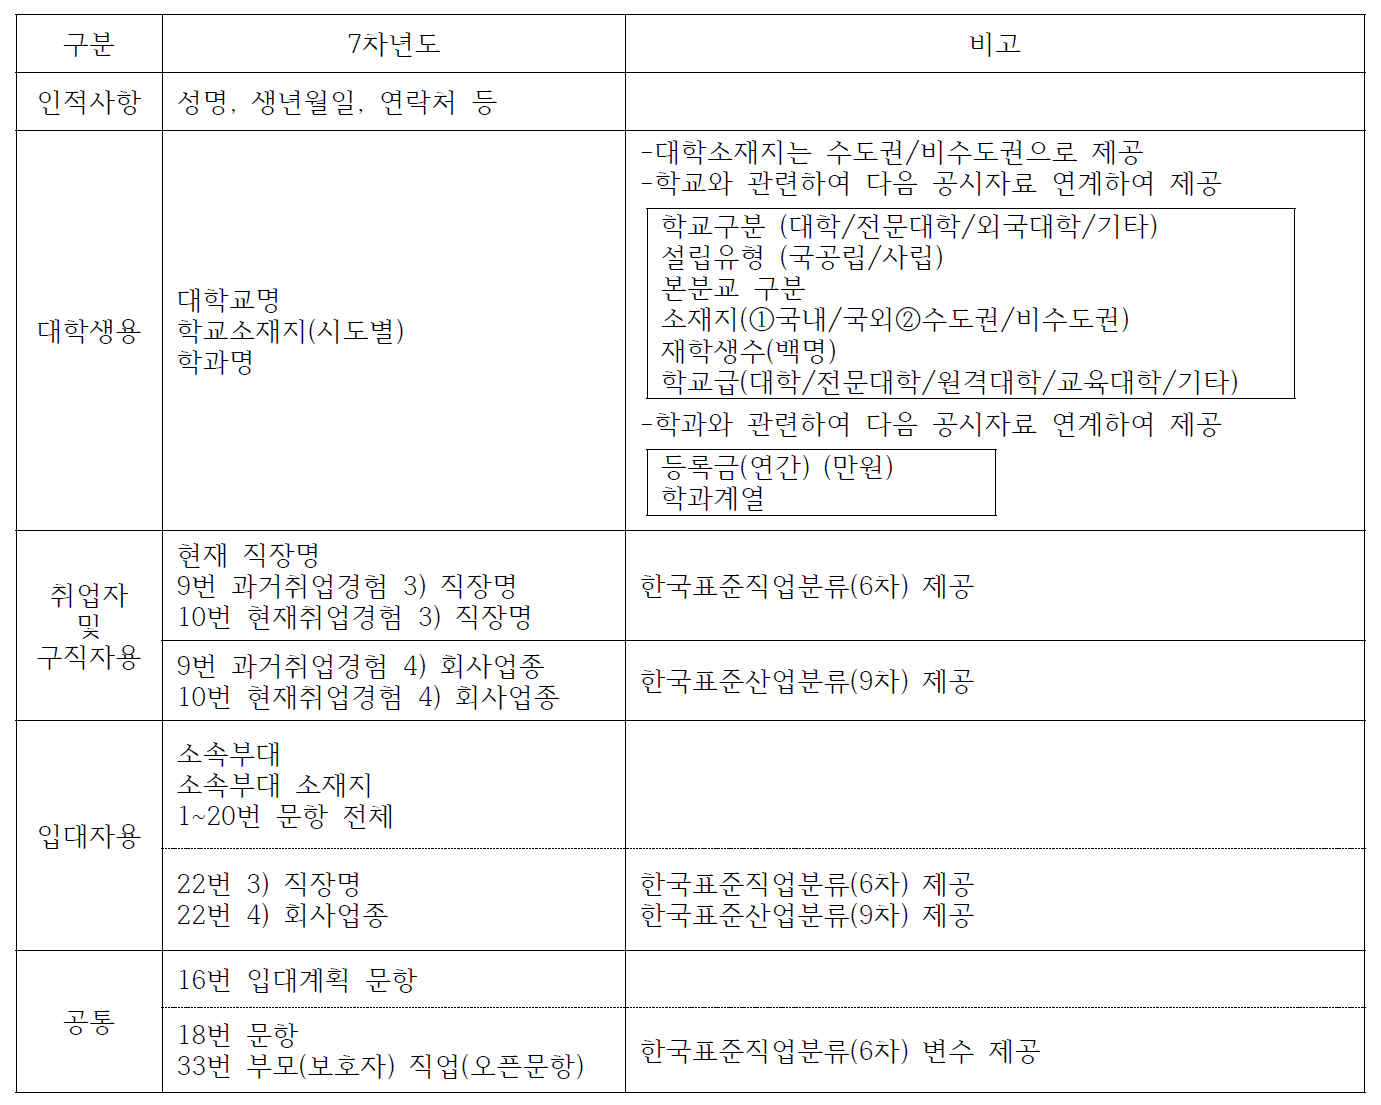 구분
7차년도
비고
인적사항
성명, 생년월일, 연락처 등
대학생용
대학교명
학교소재지(시도별)
학과명
-대학소재지는 수도권/비수도권으로 제공
-학교와 관련하여 다음 공시자료 연계하여 제공
학교구분 (대학/전문대학/외국대학/기타)
설립유형 (국공립/사립)
본분교 구분
소재지(①국내/국외②수도권/비수도권)
재학생수(백명)
학교급(대학/전문대학/원격대학/교육대학/기타)
-학과와 관련하여 다음 공시자료 연계하여 제공
등록금(연간) (만원)
학과계열
취업자
및
구직자용
현재 직장명
9번 과거취업경험 3) 직장명
10번 현재취업경험 3) 직장명
한국표준직업분류(6차) 제공
9번 과거취업경험 4) 회사업종
10번 현재취업경험 4) 회사업종
한국표준산업분류(9차) 제공
입대자용
소속부대
소속부대 소재지
1~20번 문항 전체
22번 3) 직장명
22번 4) 회사업종
한국표준직업분류(6차) 제공
한국표준산업분류(9차) 제공
공통
16번 입대계획 문항
18번 문항
33번 부모(보호자) 직업(오픈문항)
한국표준직업분류(6차) 변수 제공